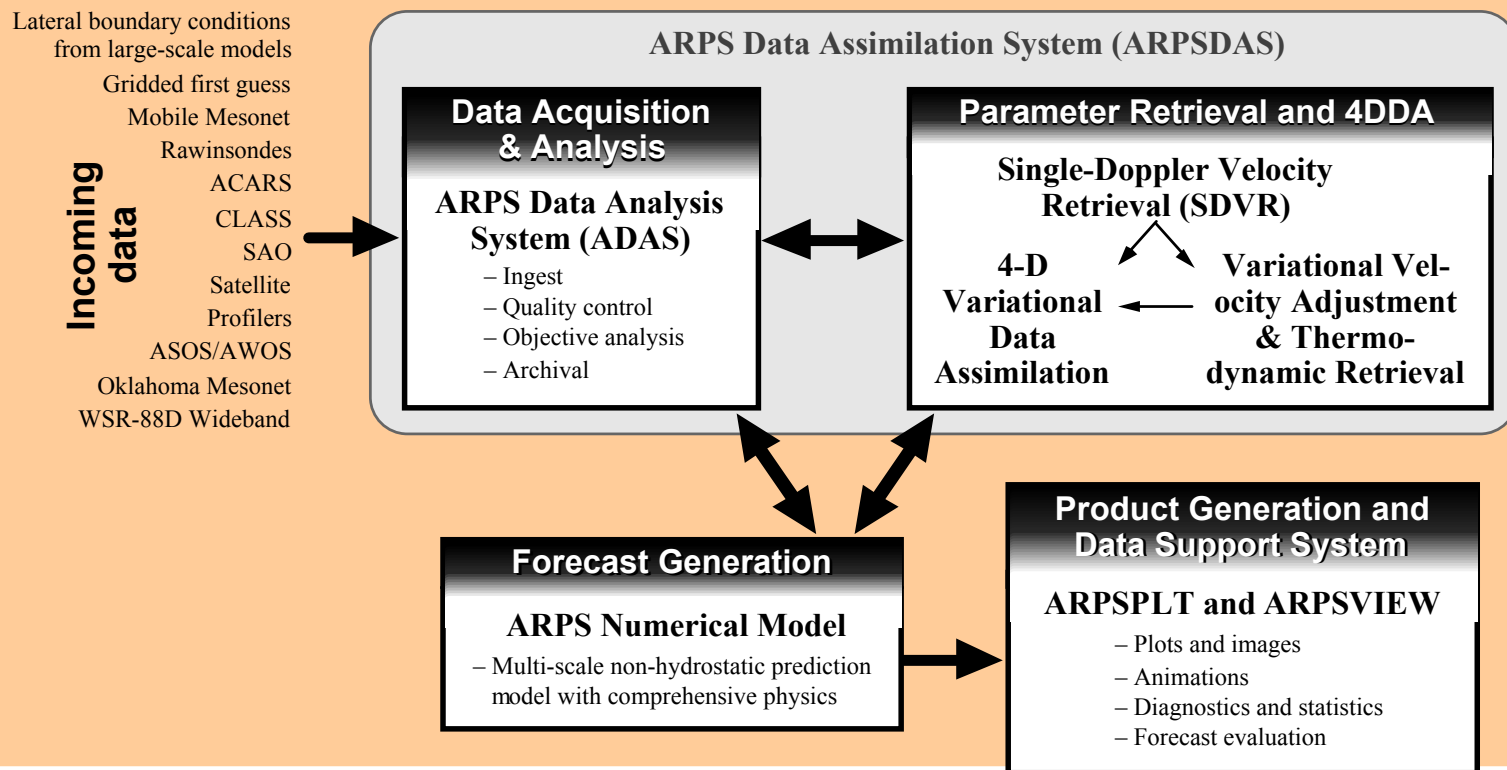 Lateral boundary conditions
from large-scale models
Gridded first guess
Mobile Mesonet
Rawinsondes
ACARS
CLASS
SAO
Satellite
Profilers
ASOS/AWOS
Oklahoma Mesonet
WSR-88D Wideband
Incoming
data
ARPS Data Assimilation System (ARPSDAS)
Data Acquisition
& Analysis
ARPS Data Analysis
System (ADAS)
– Ingest
– Quality control
– Objective analysis
– Archival
Parameter Retrieval and 4DDA
Single-Doppler Velocity
Retrieval (SDVR)
4-D
Variational
Data
Assimilation
Variational Vel-
ocity Adjustment
& Thermo-
dynamic Retrieval
Forecast Generation
ARPS Numerical Model
– Multi-scale non-hydrostatic prediction
model with comprehensive physics
Product Generation and
Data Support System
ARPSPLT and ARPSVIEW
– Plots and images
– Animations
– Diagnostics and statistics
– Forecast evaluation